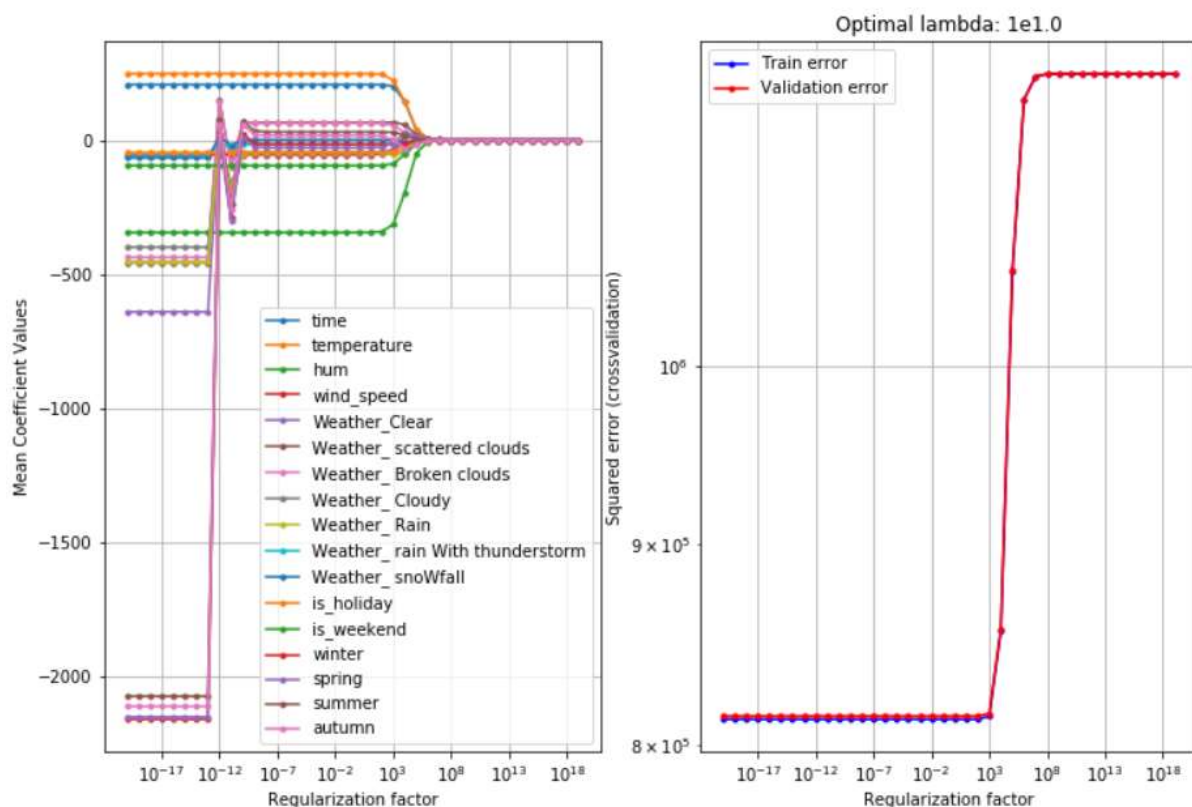 Optimal lambda: 1e1.0
Mean Coefficient Values
0
−500
−1000
−1500
−2000
time
temperature
hum
wind_speed
Weather_Clear
Weather_ scattered clouds
Weather_ Broken clouds
Weather_ Cloudy
Weather_ Rain
Weather_ rain With thunderstorm
Weather_ snoWfall
is_holiday
is_weekend
winter
spring
summer
autumn
10⁻¹⁷ 10⁻¹² 10⁻⁷ 10⁻² 10³ 10⁸ 10¹³ 10¹⁸
Regularization factor
Squared error (crossvalidation)
Train error
Validation error
10⁶
9 × 10⁵
8 × 10⁵
10⁻¹⁷ 10⁻¹² 10⁻⁷ 10⁻² 10³ 10⁸ 10¹³ 10¹⁸
Regularization factor